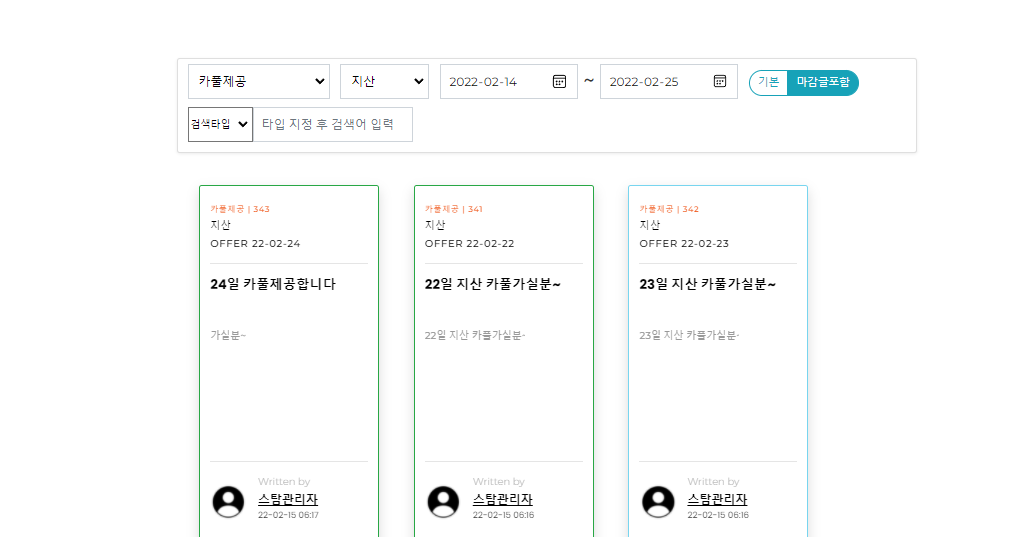 카풀제공 지산 2022-02-14 ~ 2022-02-25 기본 마감글포함
검색타입 타입 지정 후 검색어 입력
카풀제공 | 343
지산
OFFER 22-02-24
24일 카풀제공합니다
가실분~
Written by
스탐관리자
22-02-15 06:17
카풀제공 | 341
지산
OFFER 22-02-22
22일 지산 카풀가실분~
22일 지산 카풀가실분~
Written by
스탐관리자
22-02-15 06:16
카풀제공 | 342
지산
OFFER 22-02-23
23일 지산 카풀가실분~
23일 지산 카풀가실분~
Written by
스탐관리자
22-02-15 06:16